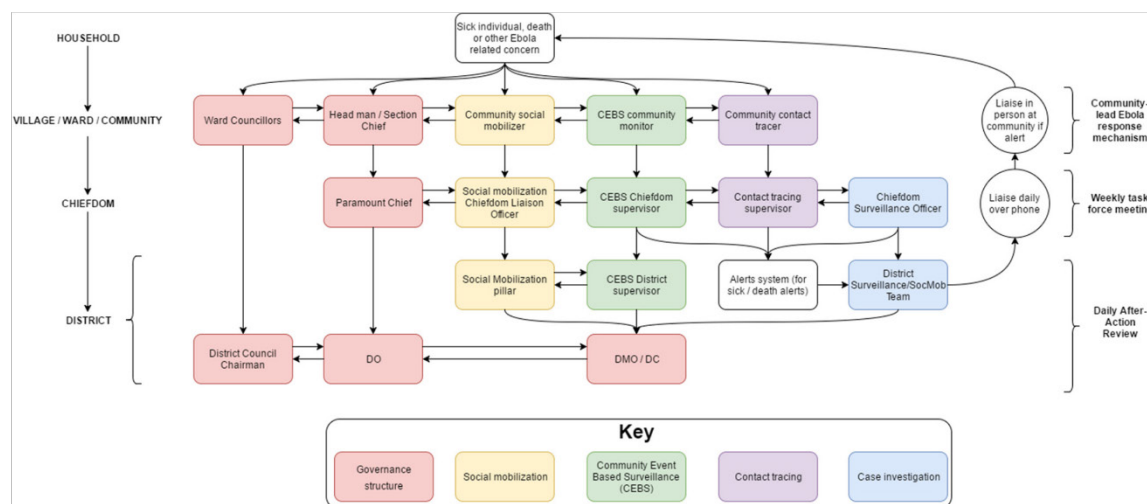 HOUSEHOLD
Sick individual, death
or other Ebola
related concern
VILLAGE / WARD / COMMUNITY
Ward Councillors
Head man / Section
Chief
Community social
mobilizer
CEBS community
monitor
Community contact
tracer
Liaise in
person at
community if
alert
Community-
lead Ebola
response
mechanism
CHIEFDOM
Paramount Chief
Social mobilization
Chiefdom Liaison
Officer
CEBS Chiefdom
supervisor
Contact tracing
supervisor
Chiefdom
Surveillance Officer
Liaise daily
over phone
Weekly task
force meetin
DISTRICT
Social Mobilization
pillar
CEBS District
supervisor
Alerts system (for
sick / death alerts)
District
Surveillance/SocMob
Team
Daily After-
Action
Review
District Council
Chairman
DO
DMO / DC
Key
Governance
structure
Social mobilization
Community Event
Based Surveillance
(CEBS)
Contact tracing
Case investigation